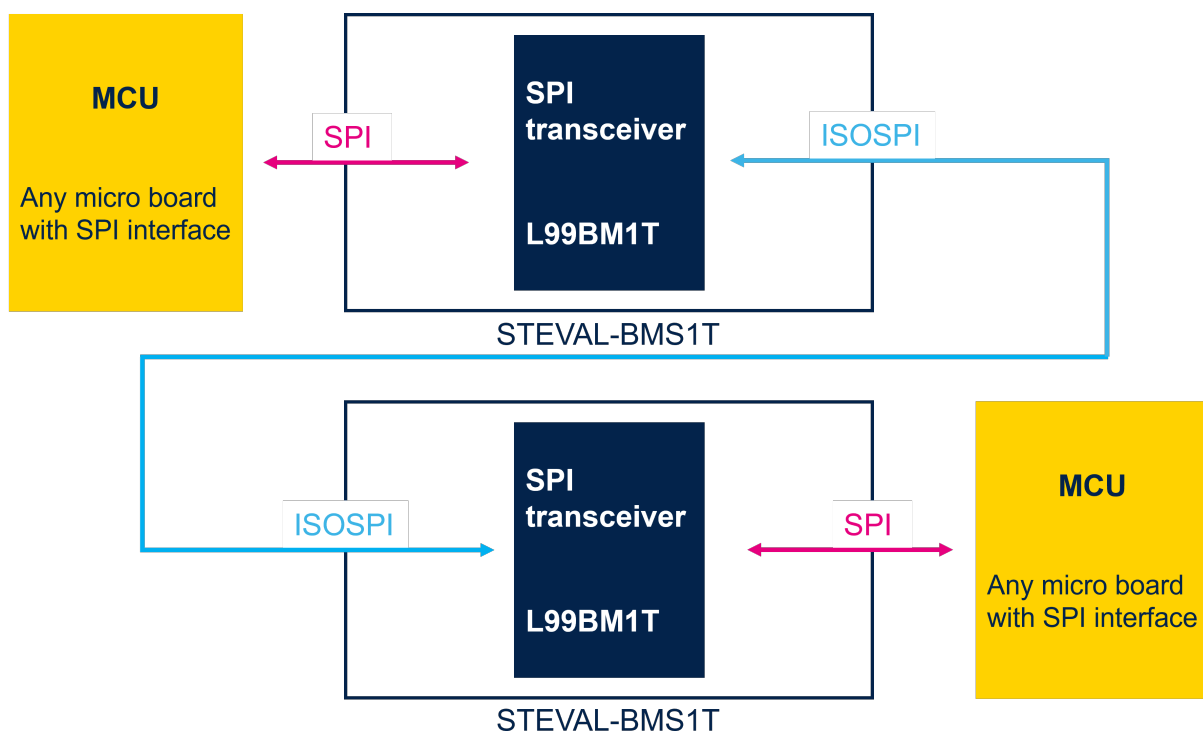 MCU
Any micro board
with SPI interface
SPI
SPI
transceiver
L99BM1T
ISOSPI
STEVAL-BMS1T
ISOSPI
SPI
transceiver
L99BM1T
SPI
MCU
Any micro board
with SPI interface
STEVAL-BMS1T